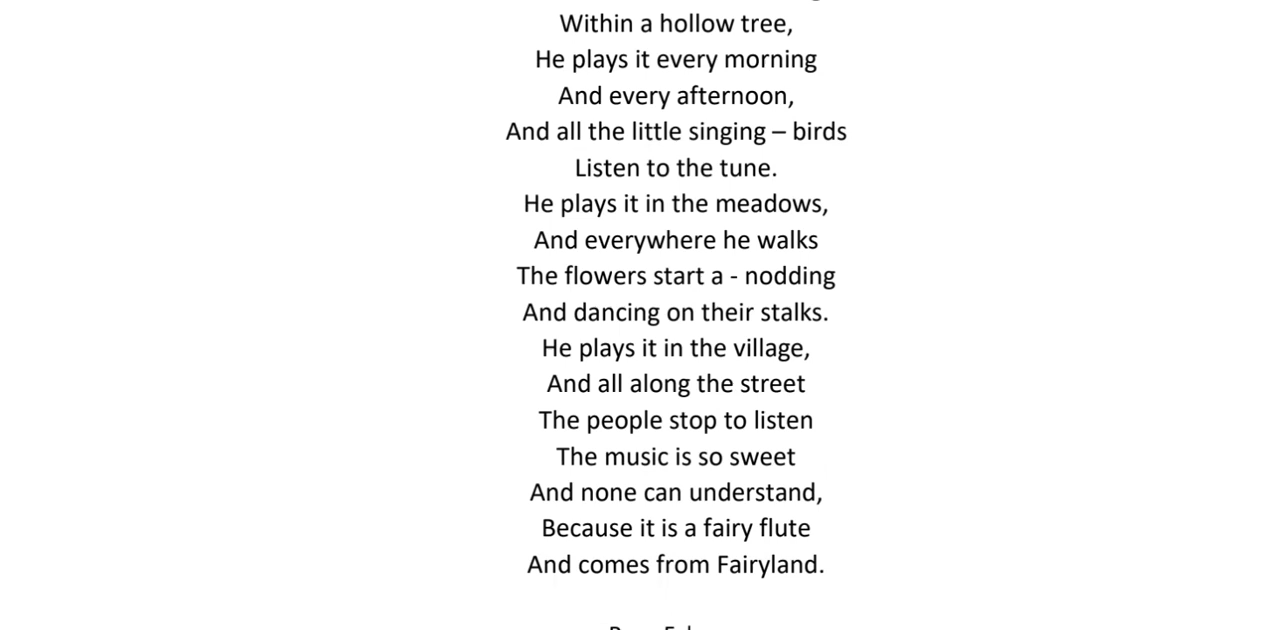 Within a hollow tree,
He plays it every morning
And every afternoon,
And all the little singing – birds
Listen to the tune.
He plays it in the meadows,
And everywhere he walks
The flowers start a - nodding
And dancing on their stalks.
He plays it in the village,
And all along the street
The people stop to listen
The music is so sweet
And none can understand,
Because it is a fairy flute
And comes from Fairyland.